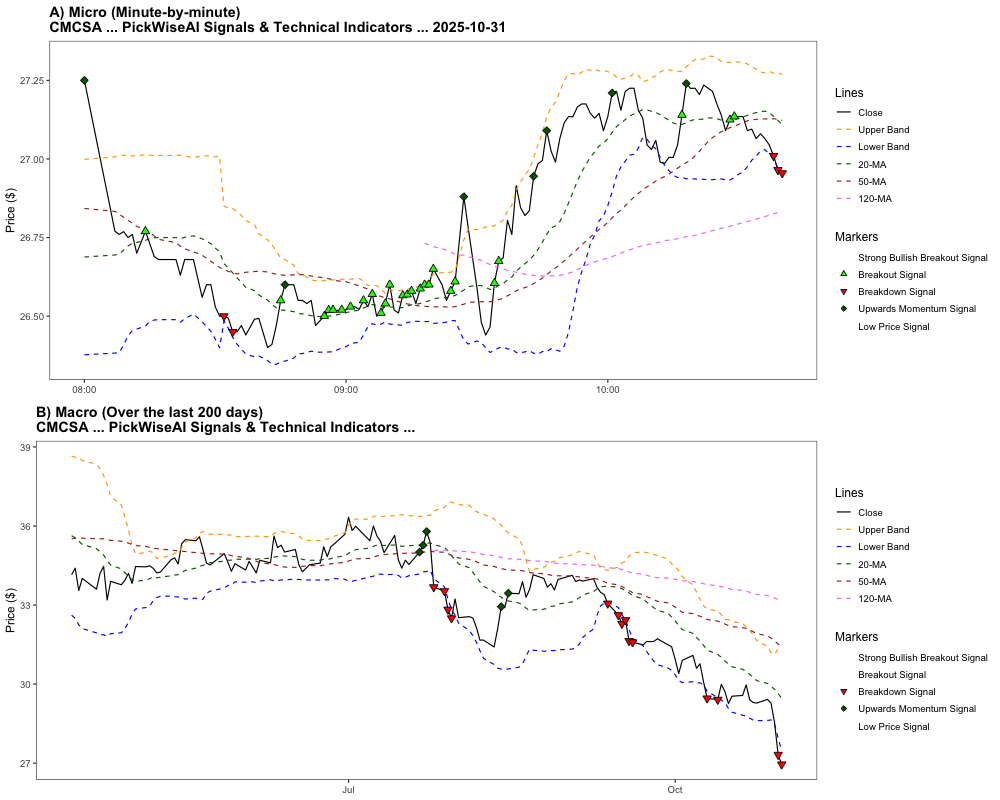 A) Micro (Minute-by-minute)
CMCSA ... PickWiseAI Signals & Technical Indicators ... 2025-10-31
Price ($)
27.25
27.00
26.75
26.50
08:00
09:00
10:00
Lines
Close
Upper Band
Lower Band
20-MA
50-MA
120-MA
Markers
Strong Bullish Breakout Signal
Breakout Signal
Breakdown Signal
Upwards Momentum Signal
Low Price Signal
B) Macro (Over the last 200 days)
CMCSA ... PickWiseAI Signals & Technical Indicators ...
Price ($)
39
36
33
30
27
Jul
Oct
Lines
Close
Upper Band
Lower Band
20-MA
50-MA
120-MA
Markers
Strong Bullish Breakout Signal
Breakout Signal
Breakdown Signal
Upwards Momentum Signal
Low Price Signal